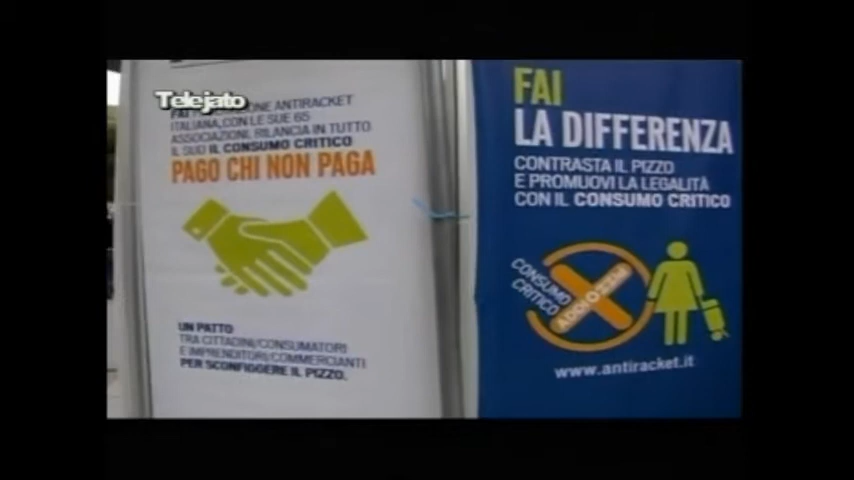 Telejato
FAI
ANTIRACKET
ITALIANA, CON LE SUE 65
ASSOCIAZIONI, RILANCIA IN TUTTO
IL SUD IL CONSUMO CRITICO
PAGO CHI NON PAGA
UN PATTO
TRA CITTADINI/CONSUMATORI
E IMPRENDITORI/COMMERCIANTI
PER SCONFIGGERE IL PIZZO.
FAI
LA DIFFERENZA
CONTRASTA IL PIZZO
E PROMUOVI LA LEGALITÀ
CON IL CONSUMO CRITICO
CONSUMO
CRITICO
ADDIOPIZZO
www.antiracket.it